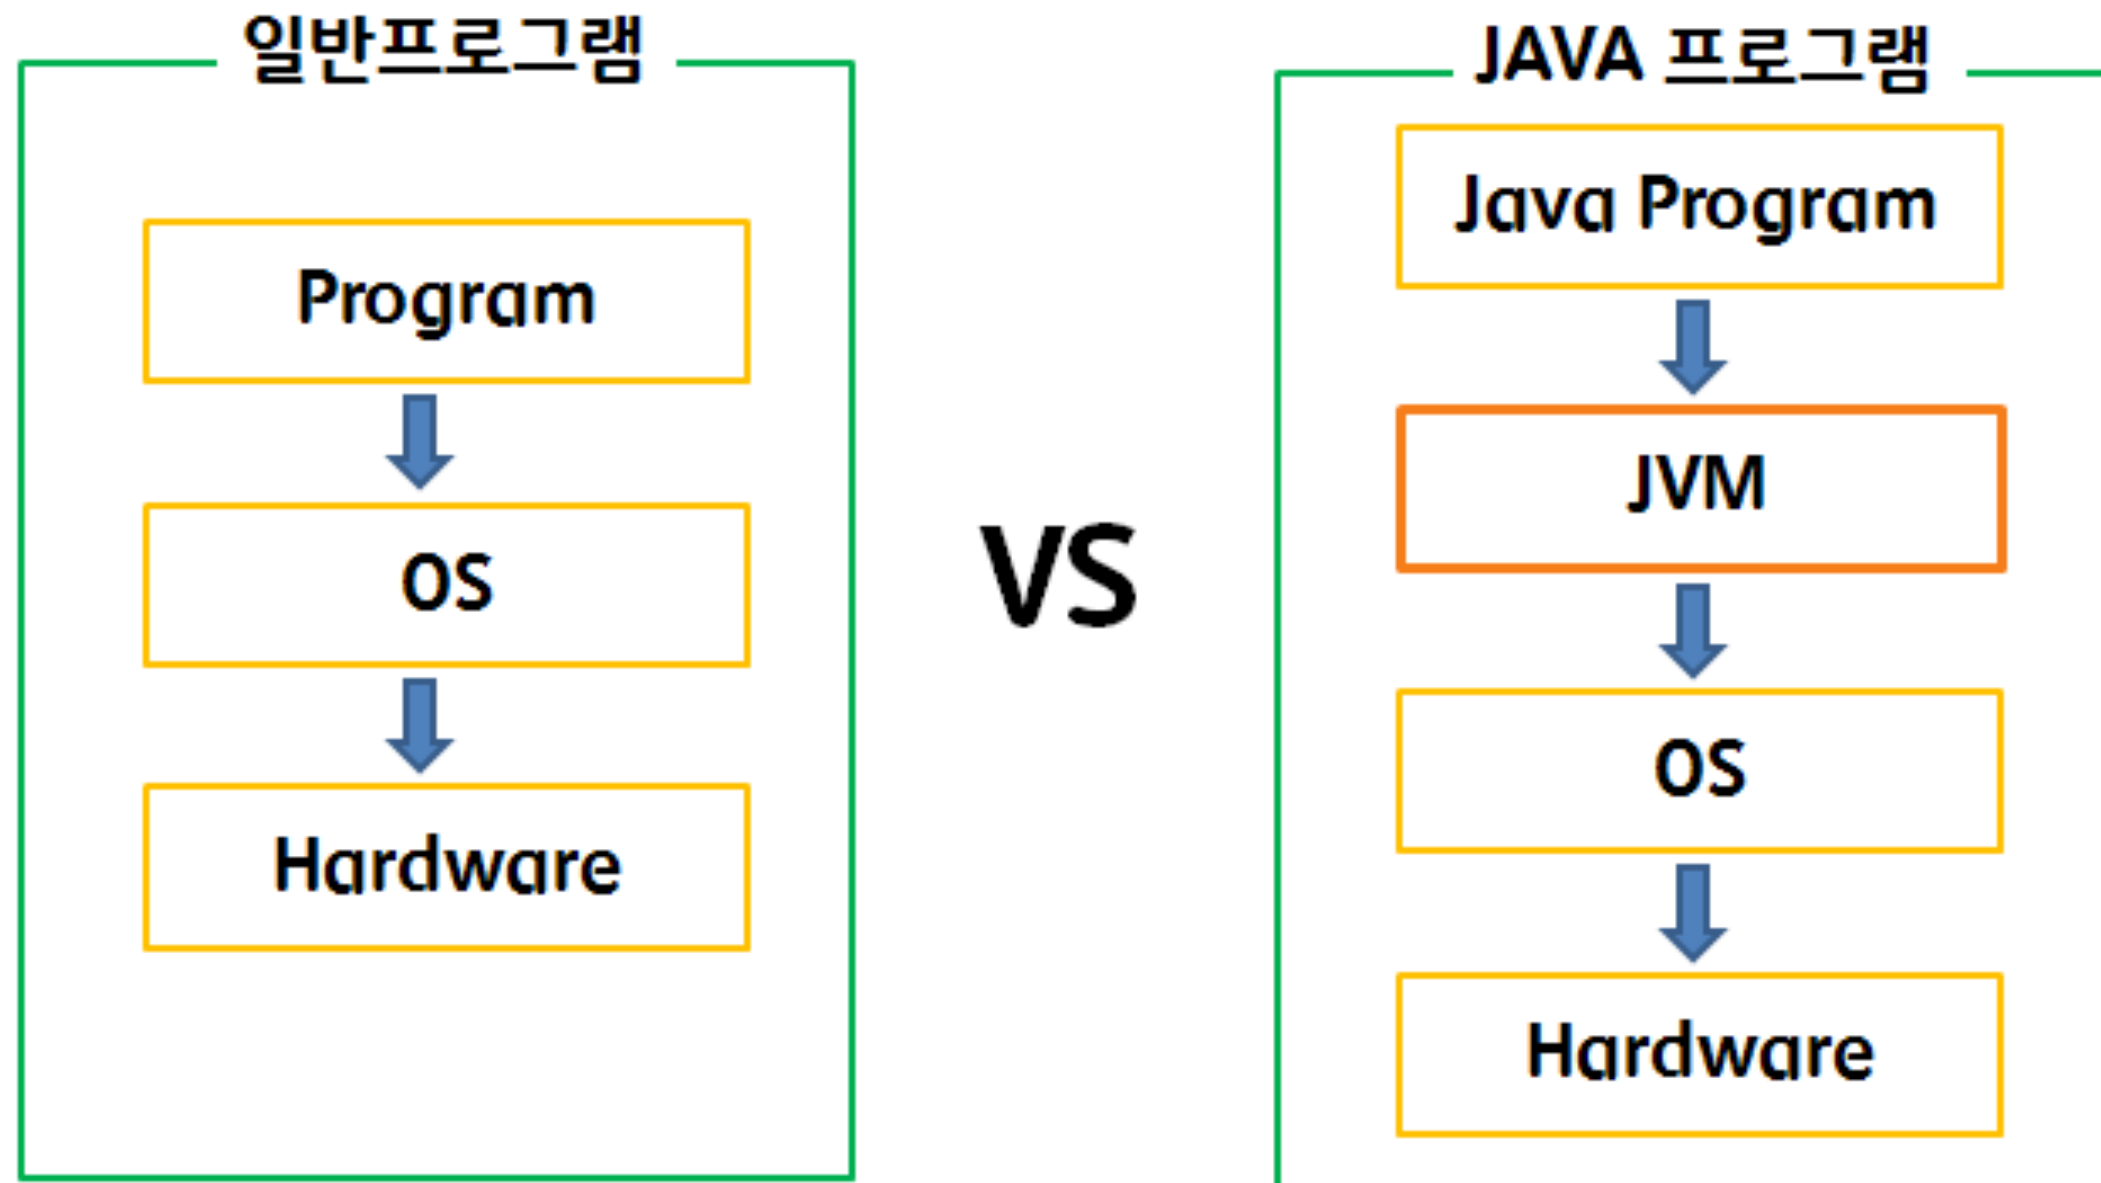 일반프로그램
Program
OS
Hardware
VS
JAVA 프로그램
Java Program
JVM
OS
Hardware